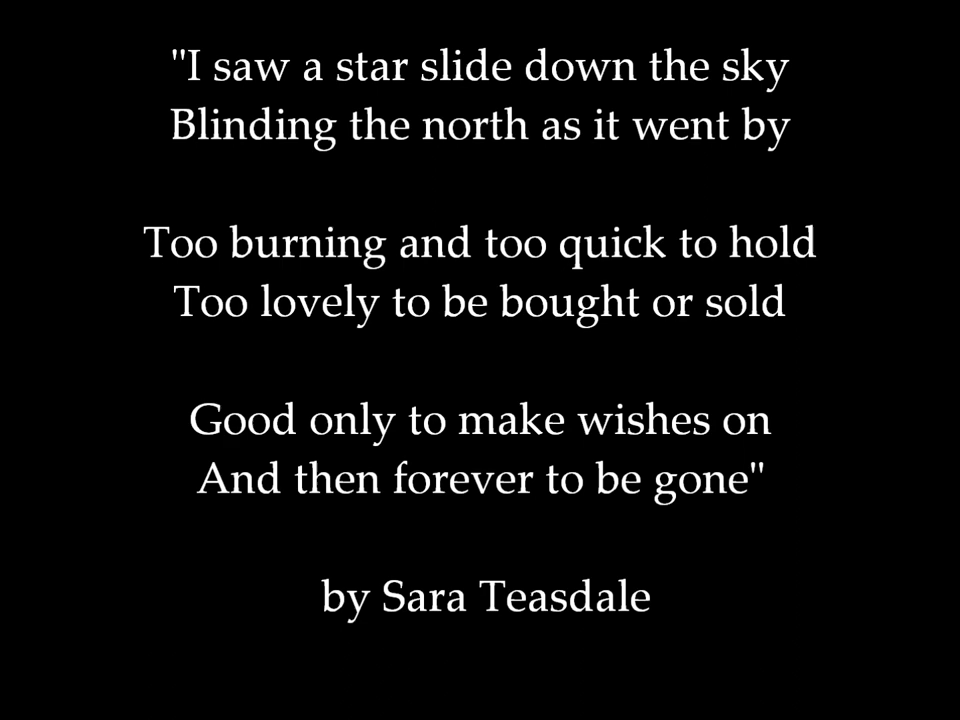 "I saw a star slide down the sky
Blinding the north as it went by
Too burning and too quick to hold
Too lovely to be bought or sold
Good only to make wishes on
And then forever to be gone"
by Sara Teasdale